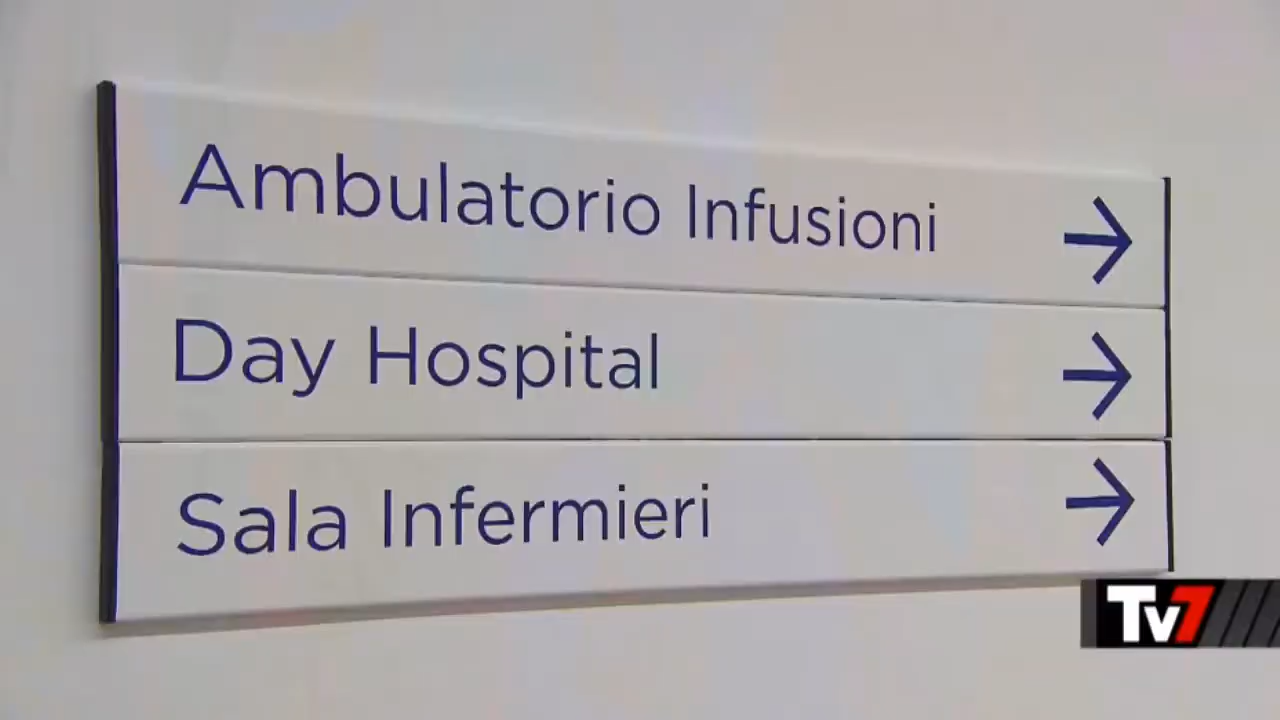 Ambulatorio Infusioni →
Day Hospital →
Sala Infermieri →
Tv7